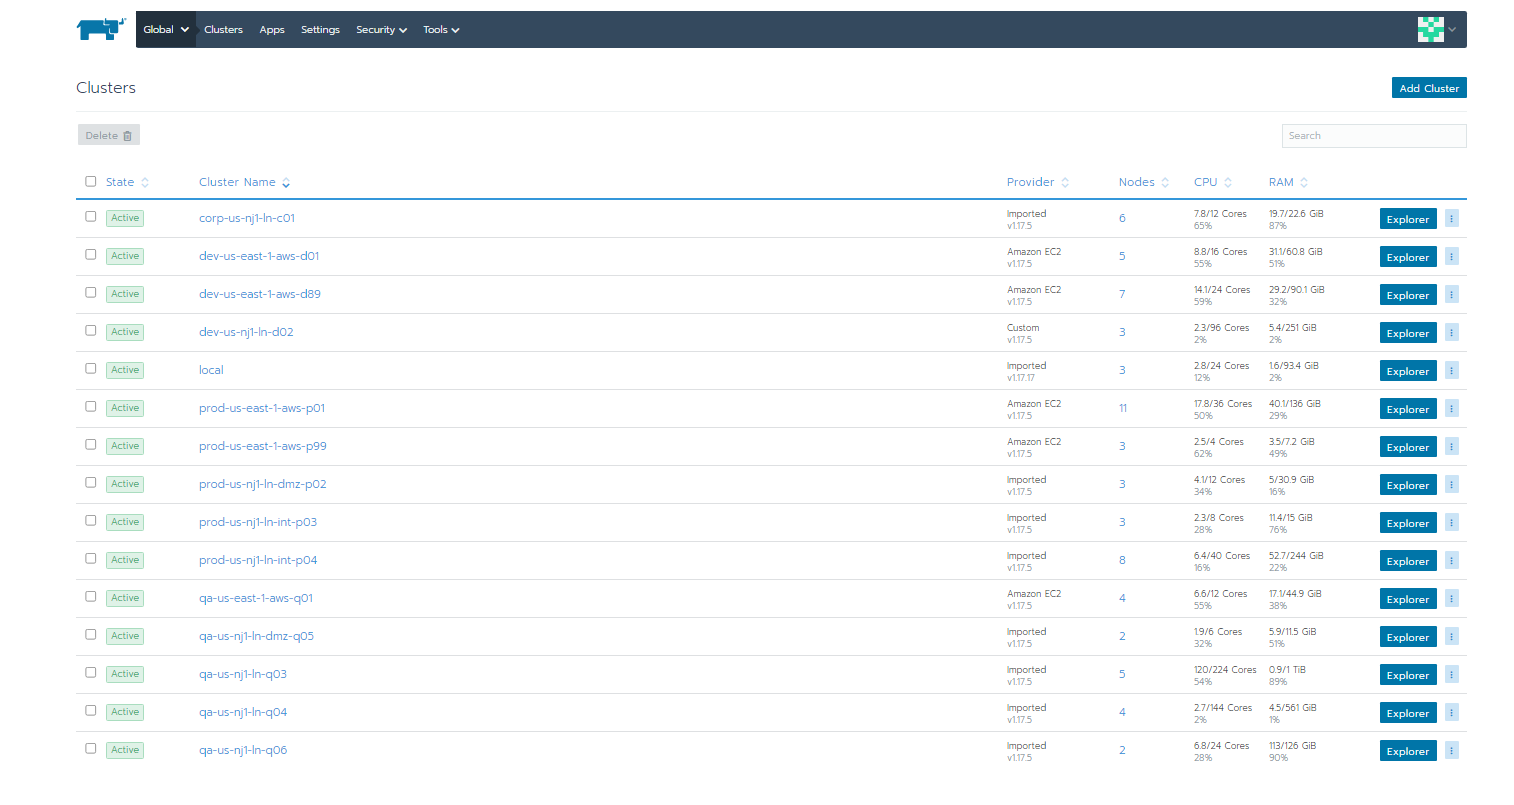 Global Clusters Apps Settings Security Tools
Clusters
Add Cluster
Delete
Search
State Cluster Name Provider Nodes CPU RAM
Active corp-us-nj1-ln-c01 Imported 6 7.8/12 Cores 19.7/22.6 GiB Explorer
v1.17.5 65% 87%
Active dev-us-east-1-aws-d01 Amazon EC2 5 8.8/16 Cores 31.1/60.8 GiB Explorer
v1.17.5 55% 51%
Active dev-us-east-1-aws-d89 Amazon EC2 7 14.1/24 Cores 29.2/90.1 GiB Explorer
v1.17.5 59% 32%
Active dev-us-nj1-ln-d02 Custom 3 2.3/96 Cores 5.4/251 GiB Explorer
v1.17.5 2% 2%
Active local Imported 3 2.8/24 Cores 1.6/93.4 GiB Explorer
v1.17.17 12% 2%
Active prod-us-east-1-aws-p01 Amazon EC2 11 17.8/36 Cores 40.1/136 GiB Explorer
v1.17.5 50% 29%
Active prod-us-east-1-aws-p99 Amazon EC2 3 2.5/4 Cores 3.5/7.2 GiB Explorer
v1.17.5 62% 49%
Active prod-us-nj1-ln-dmz-p02 Imported 3 4.1/12 Cores 5/30.9 GiB Explorer
v1.17.5 34% 16%
Active prod-us-nj1-ln-int-p03 Imported 3 2.3/8 Cores 11.4/15 GiB Explorer
v1.17.5 28% 76%
Active prod-us-nj1-ln-int-p04 Imported 8 6.4/40 Cores 52.7/244 GiB Explorer
v1.17.5 16% 22%
Active qa-us-east-1-aws-q01 Amazon EC2 4 6.6/12 Cores 17.1/44.9 GiB Explorer
v1.17.5 55% 38%
Active qa-us-nj1-ln-dmz-q05 Imported 2 1.9/6 Cores 5.9/11.5 GiB Explorer
v1.17.5 32% 51%
Active qa-us-nj1-ln-q03 Imported 5 120/224 Cores 0.9/1 TiB Explorer
v1.17.5 54% 89%
Active qa-us-nj1-ln-q04 Imported 4 2.7/144 Cores 4.5/561 GiB Explorer
v1.17.5 2% 1%
Active qa-us-nj1-ln-q06 Imported 2 6.8/24 Cores 113/126 GiB Explorer
v1.17.5 28% 90%